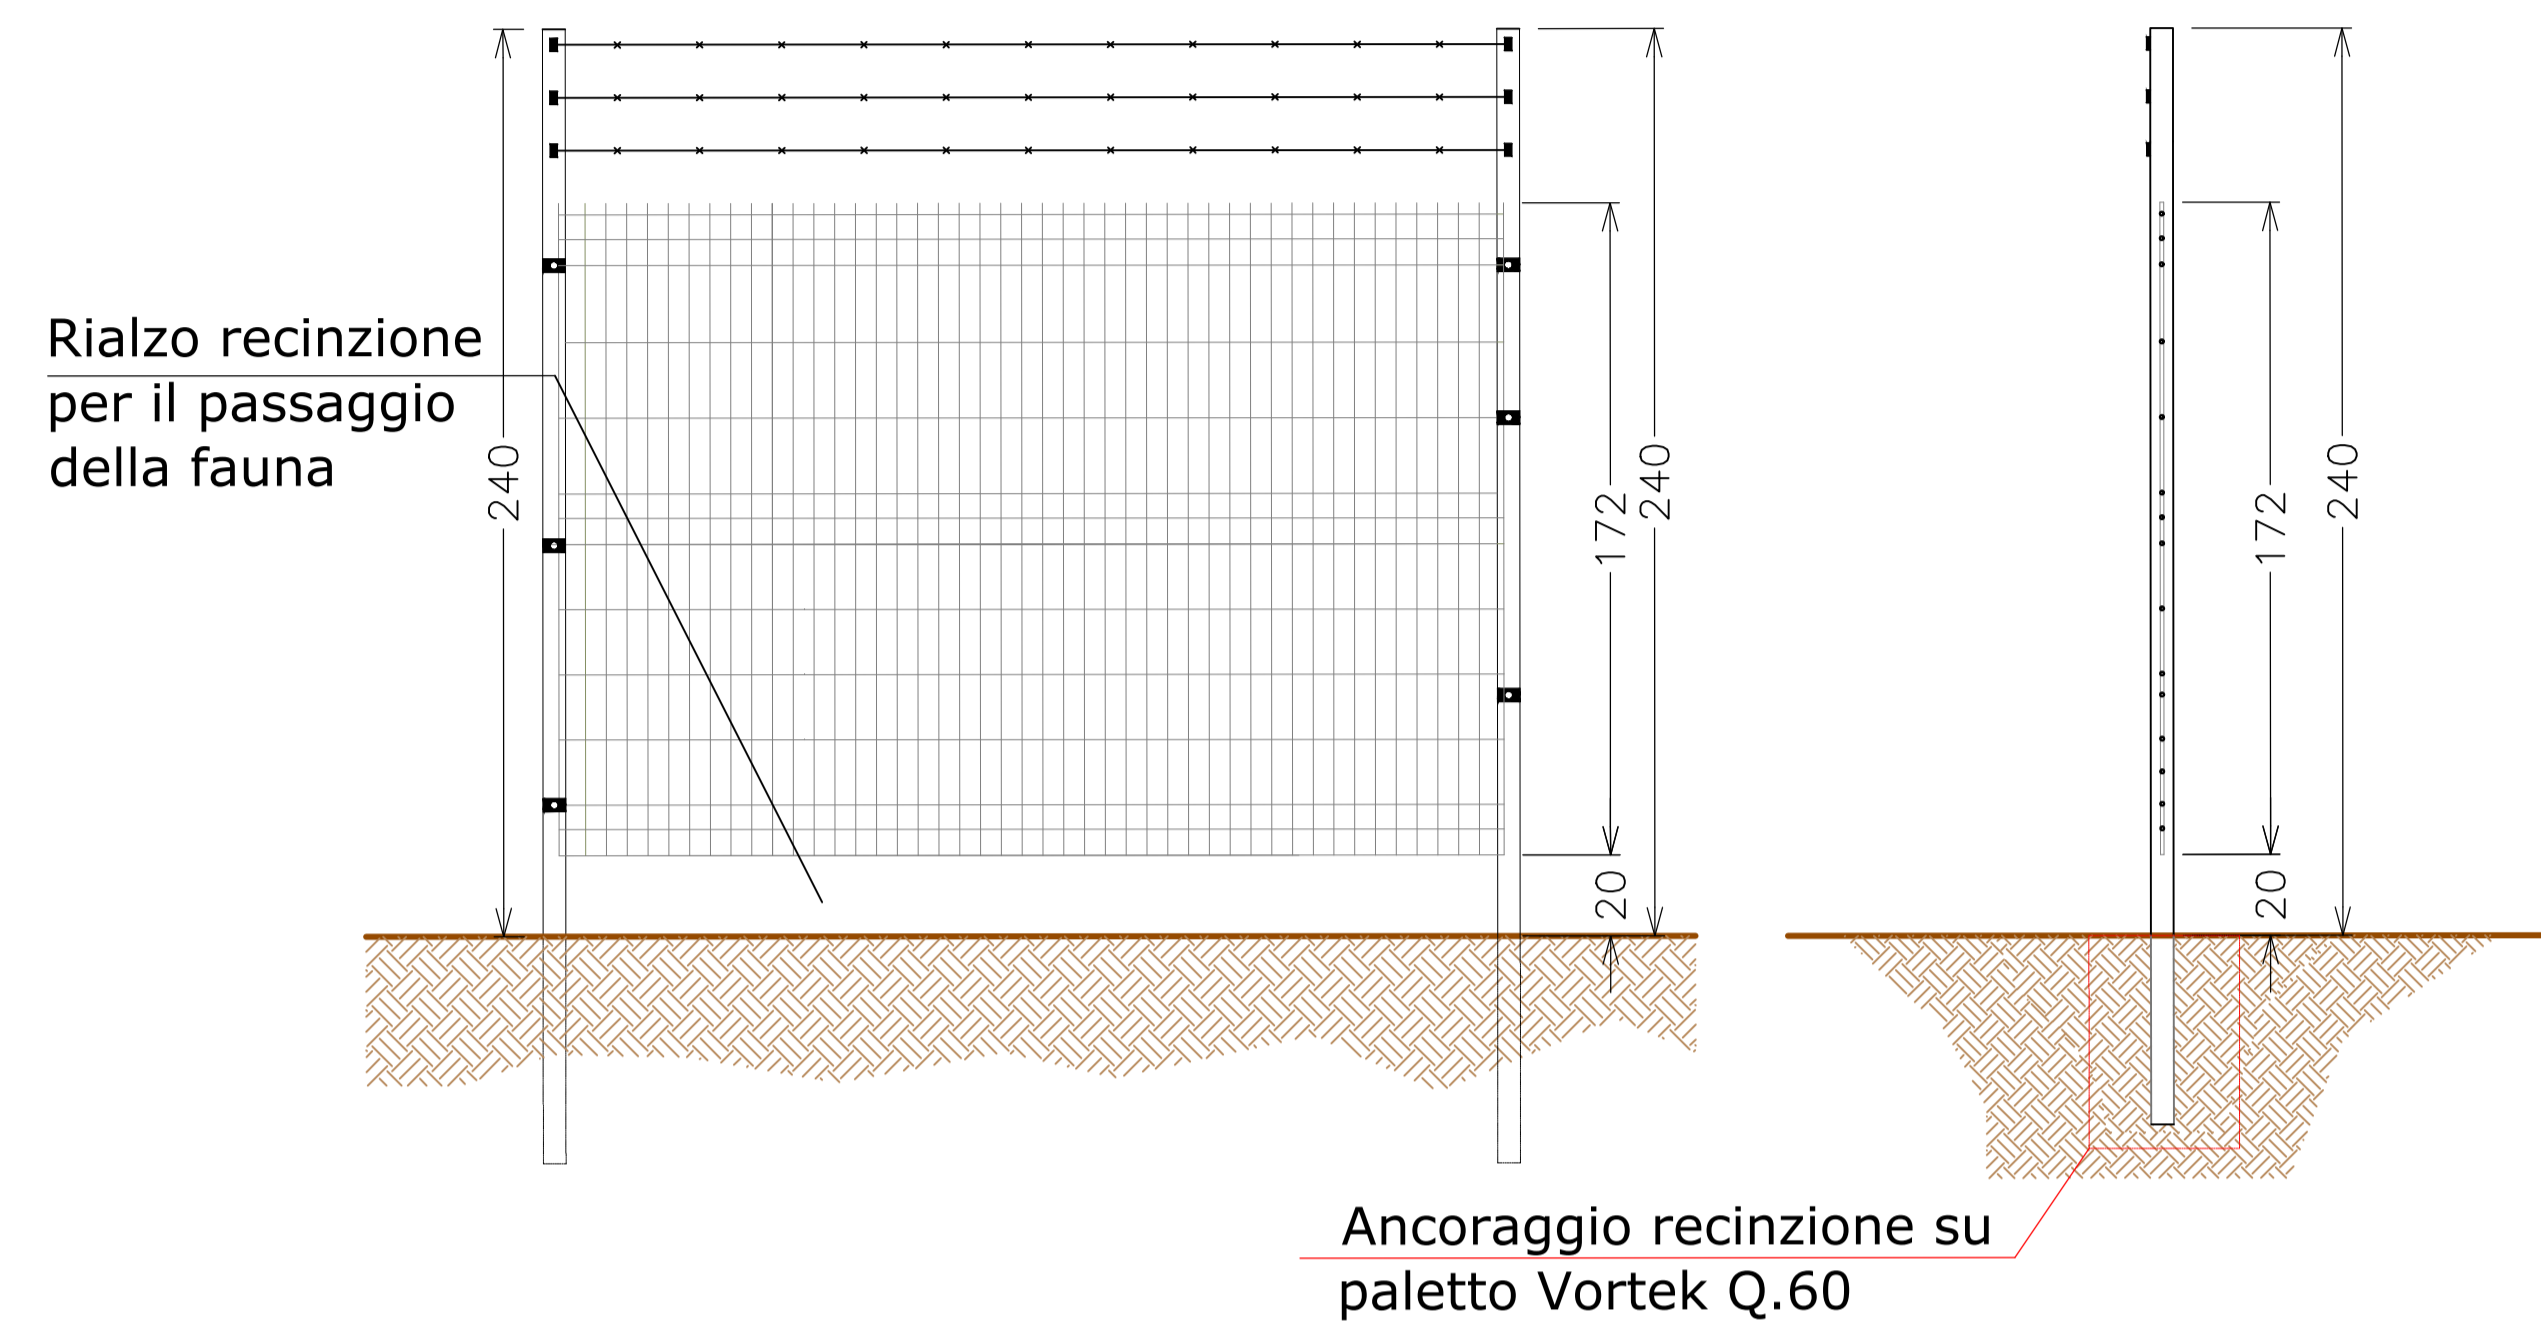 Rialzo recinzione
per il passaggio
della fauna
240
172
240
20
172
240
20
Ancoraggio recinzione su
paletto Vortek Q.60